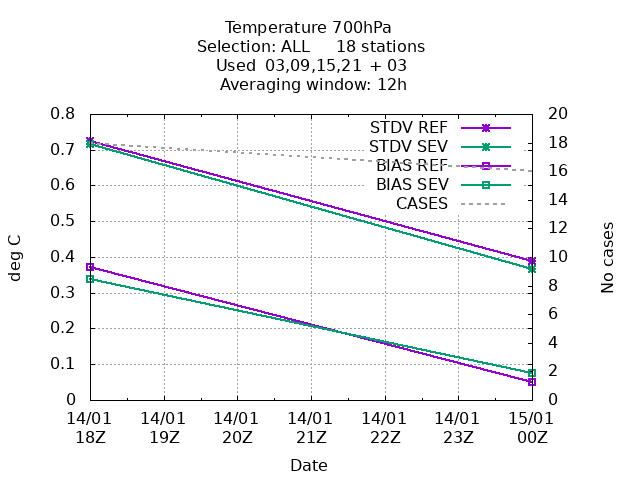 Temperature 700hPa
Selection: ALL 18 stations
Used 03,09,15,21 + 03
Averaging window: 12h
0.8
0.7
0.6
0.5
0.4
0.3
0.2
0.1
0
20
18
16
14
12
10
8
6
4
2
0
STDV REF
STDV SEV
BIAS REF
BIAS SEV
CASES
deg C
No cases
14/01 14/01 14/01 14/01 14/01 14/01 15/01
18Z 19Z 20Z 21Z 22Z 23Z 00Z
Date